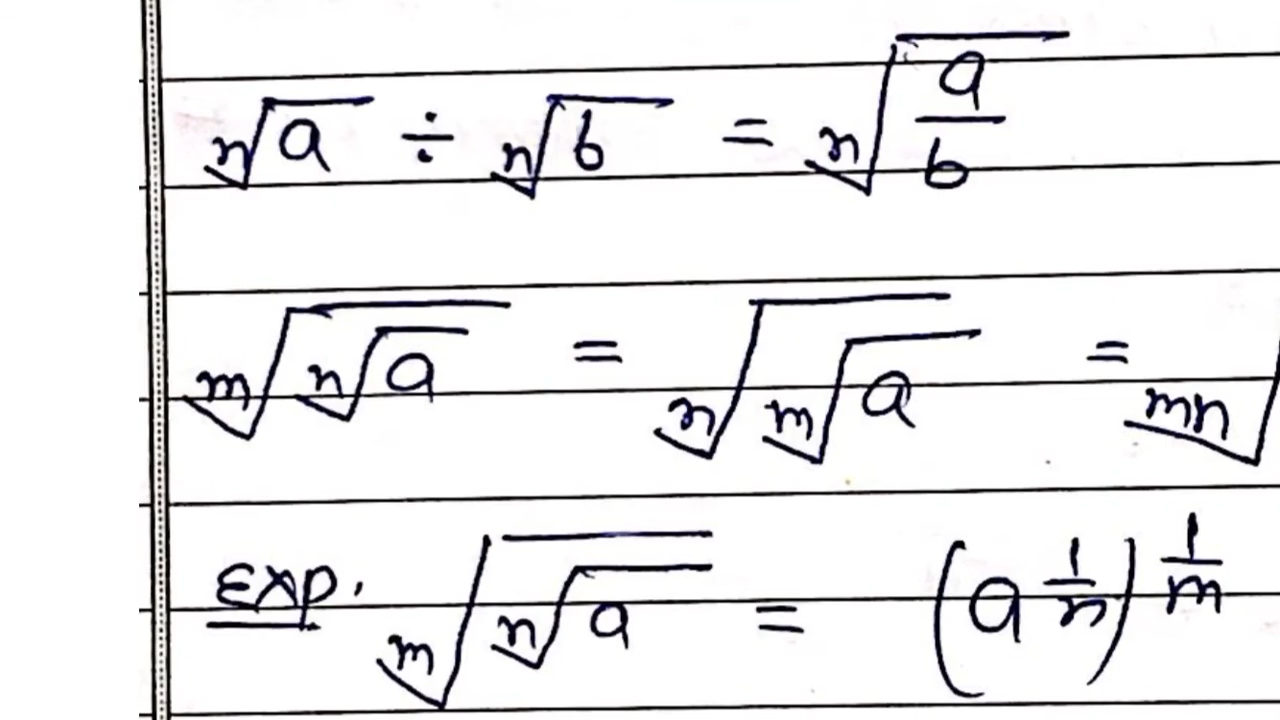 ⁿ√a ÷ ⁿ√b = ⁿ√(a/b)
ᵐ√(ⁿ√a) = ⁿ√(ᵐ√a) = ᵐⁿ√
Exp. ᵐ√(ⁿ√a) = (a^(1/n))^(1/m)